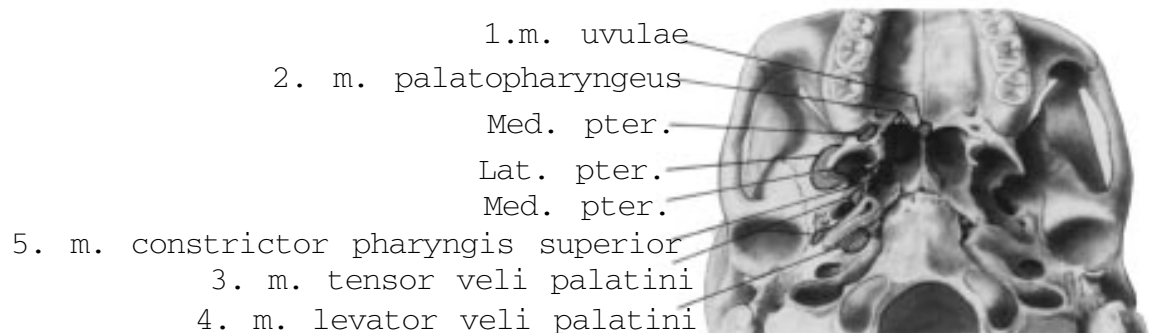 1.m. uvulae
2. m. palatopharyngeus
Med. pter.
Lat. pter.
Med. pter.
5. m. constrictor pharyngis superior
3. m. tensor veli palatini
4. m. levator veli palatini